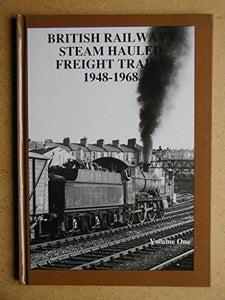 BRITISH RAILWAYS
STEAM HAULED
FREIGHT TRAINS
1948-1968
Volume One